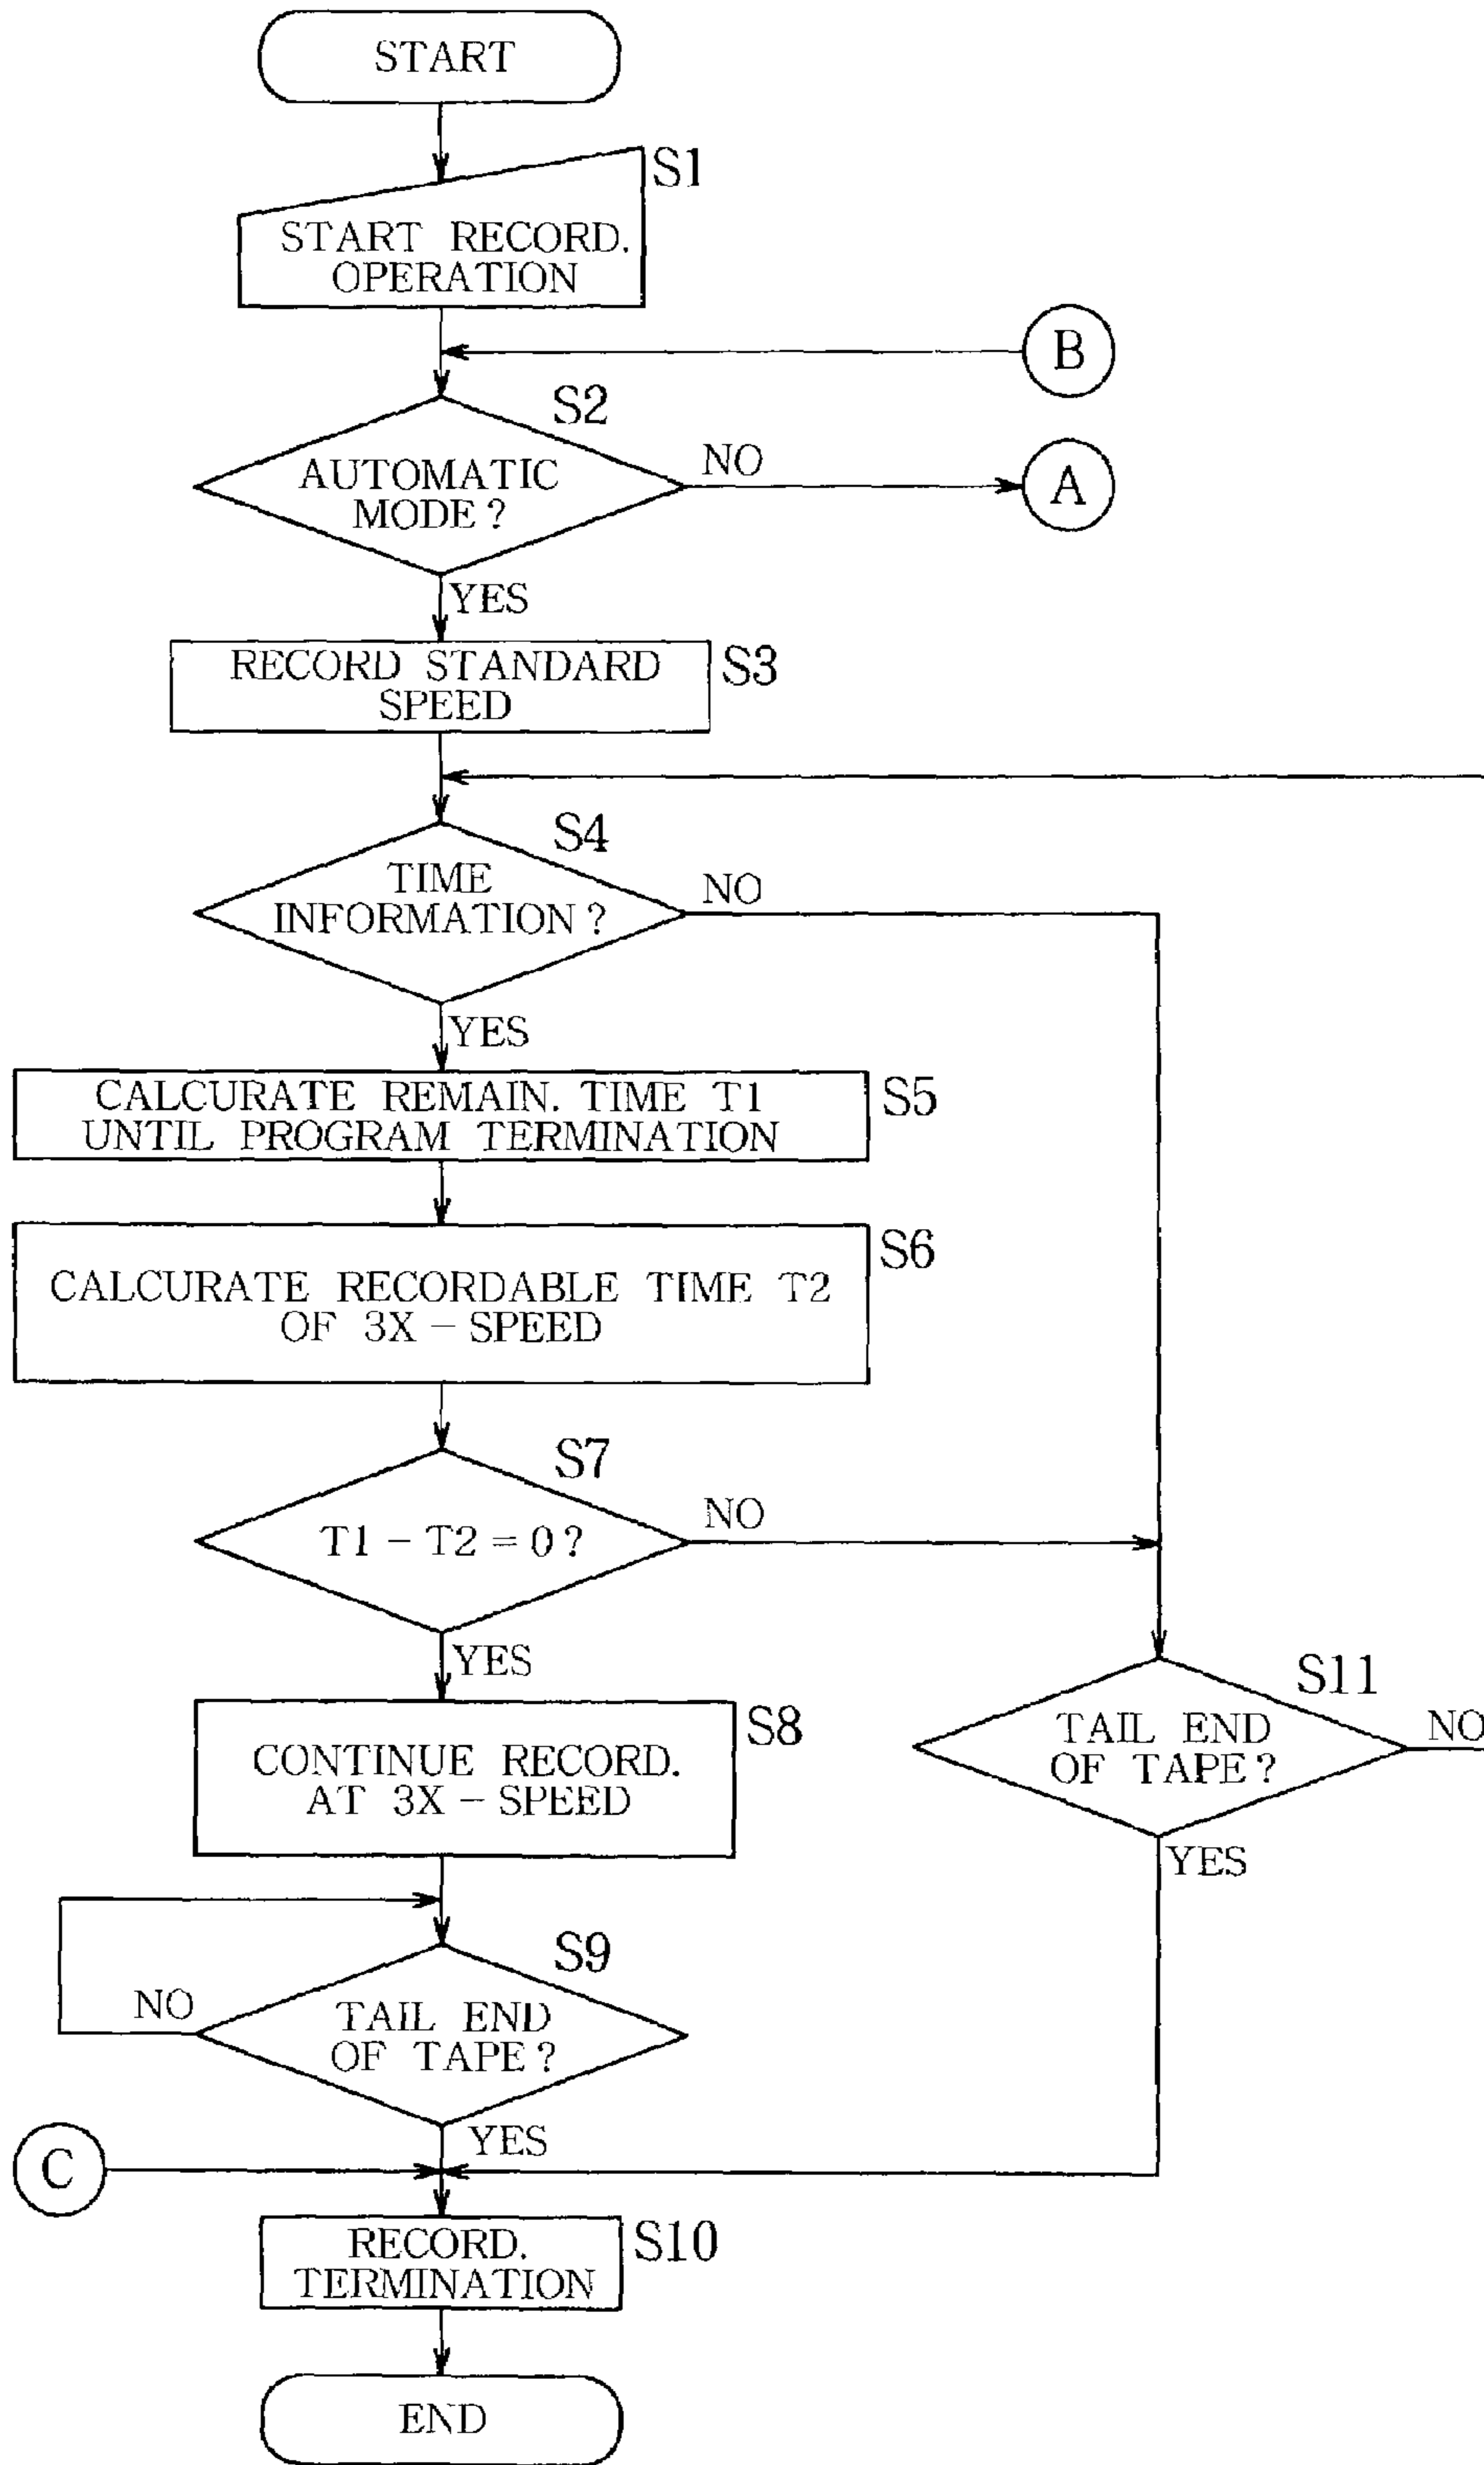 START
S1
START RECORD.
OPERATION
B
S2
AUTOMATIC
MODE?
NO
A
YES
RECORD STANDARD
SPEED
S3
S4
TIME
INFORMATION?
NO
YES
CALCURATE REMAIN. TIME T1
UNTIL PROGRAM TERMINATION
S5
CALCURATE RECORDABLE TIME T2
OF 3X-SPEED
S6
S7
T1-T2=0?
NO
YES
CONTINUE RECORD.
AT 3X-SPEED
S8
S11
TAIL END
OF TAPE?
NO
YES
S9
TAIL END
OF TAPE?
NO
YES
C
RECORD.
TERMINATION
S10
END